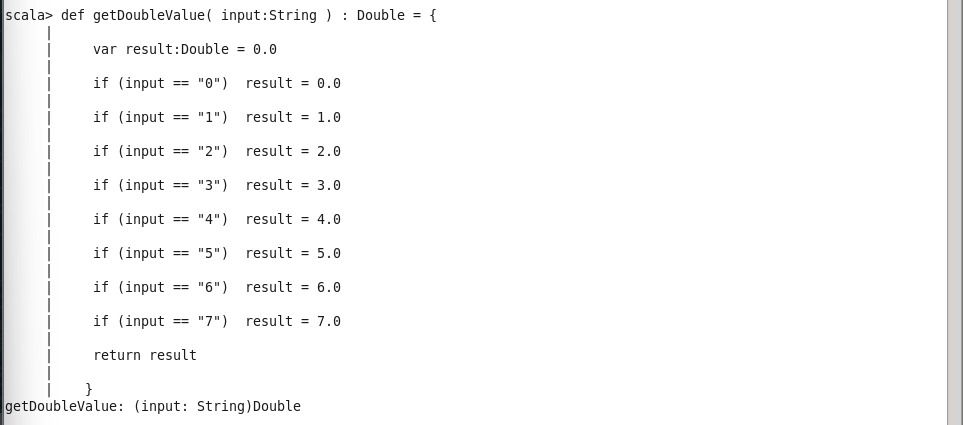 scala> def getDoubleValue( input:String ) : Double = {
     |
     |     var result:Double = 0.0
     |
     |     if (input == "0")  result = 0.0
     |
     |     if (input == "1")  result = 1.0
     |
     |     if (input == "2")  result = 2.0
     |
     |     if (input == "3")  result = 3.0
     |
     |     if (input == "4")  result = 4.0
     |
     |     if (input == "5")  result = 5.0
     |
     |     if (input == "6")  result = 6.0
     |
     |     if (input == "7")  result = 7.0
     |
     |     return result
     |
     |    }
getDoubleValue: (input: String)Double